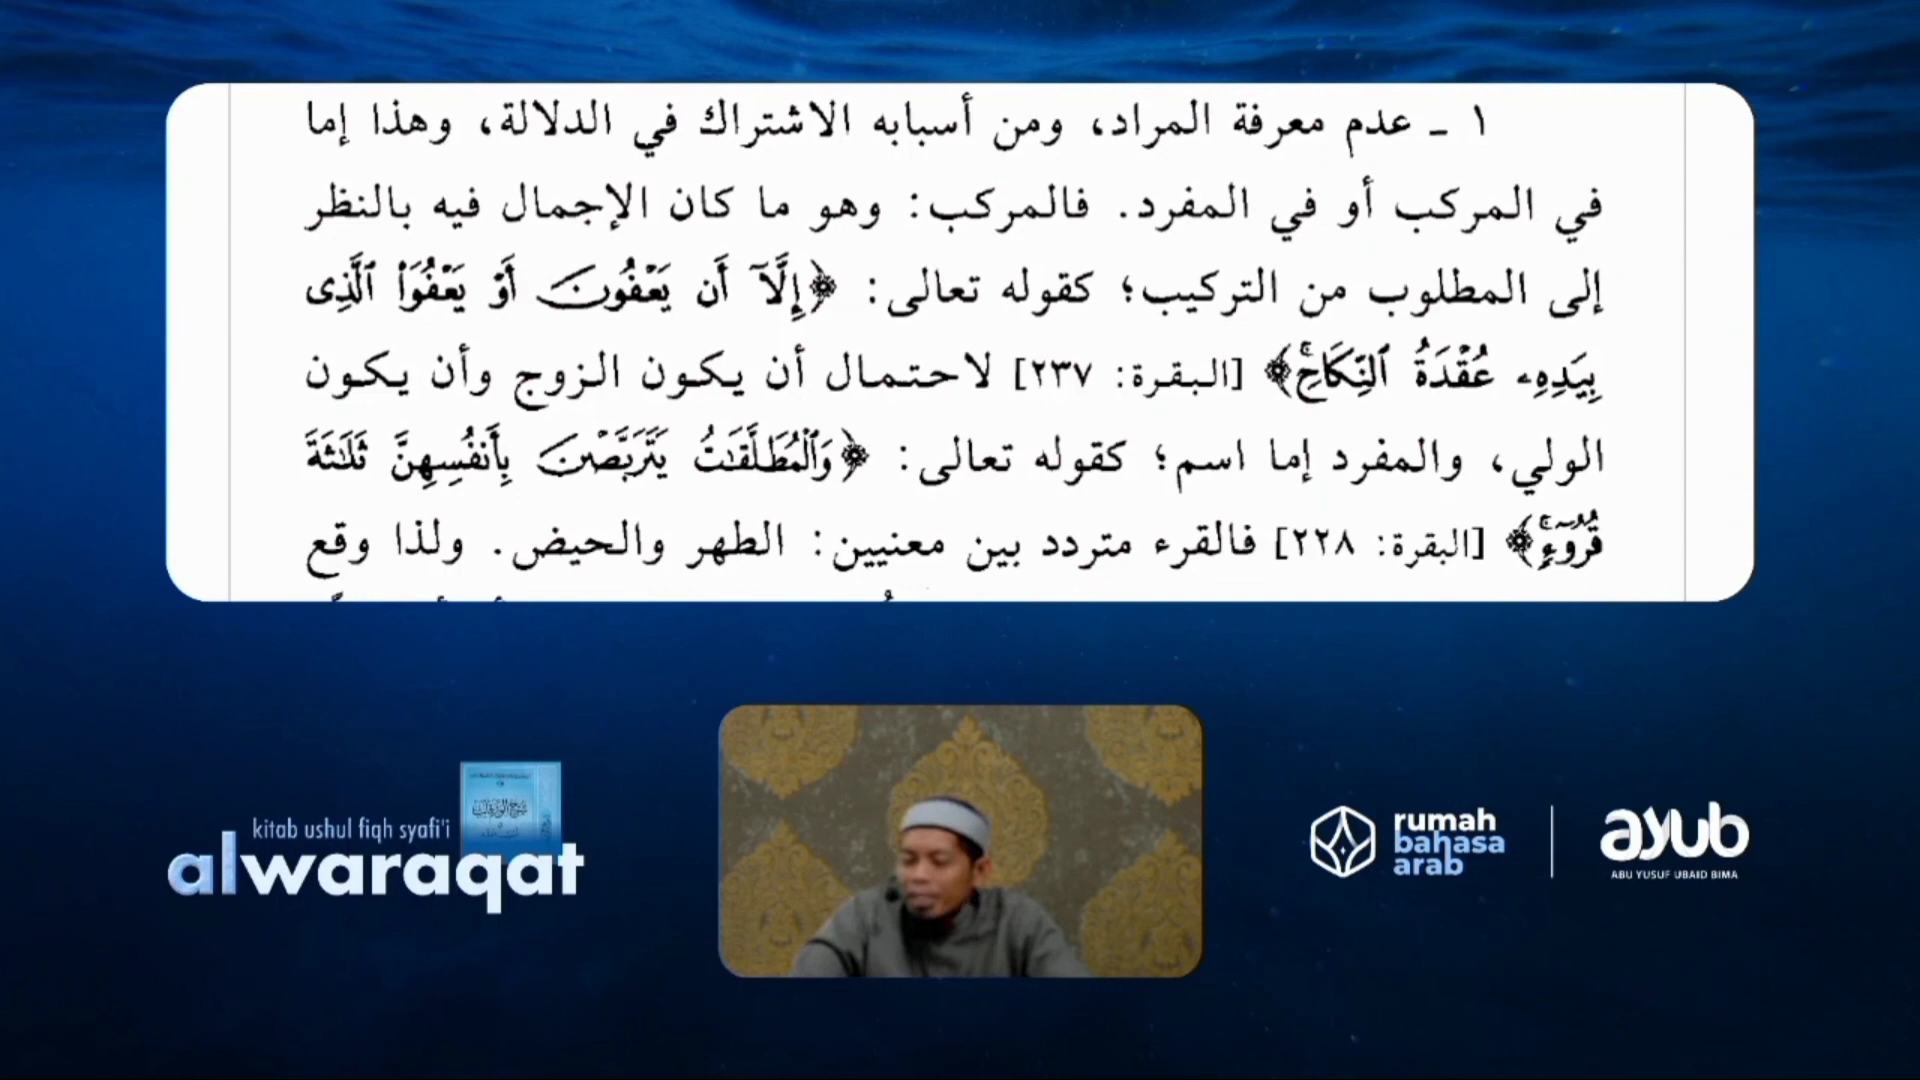 ١ ـ عدم معرفة المراد، ومن أسبابه الاشتراك في الدلالة، وهذا إما
في المركب أو في المفرد. فالمركب: وهو ما كان الإجمال فيه بالنظر
إلى المطلوب من التركيب؛ كقوله تعالى: ﴿إِلَّآ أَن يَعْفُونَ أَوْ يَعْفُوَا۟ ٱلَّذِى
بِيَدِهِۦ عُقْدَةُ ٱلنِّكَاحِۚ﴾ [البقرة: ٢٣٧] لاحتمال أن يكون الزوج وأن يكون
الولي، والمفرد إما اسم؛ كقوله تعالى: ﴿وَٱلْمُطَلَّقَٰتُ يَتَرَبَّصْنَ بِأَنفُسِهِنَّ ثَلَٰثَةَ
قُرُوٓءٍۚ﴾ [البقرة: ٢٢٨] فالقرء متردد بين معنيين: الطهر والحيض. ولذا وقع
kitab ushul fiqh syafi'i
alwaraqat
rumah
bahasa
arab
ayub
ABU YUSUF UBAID BIMA